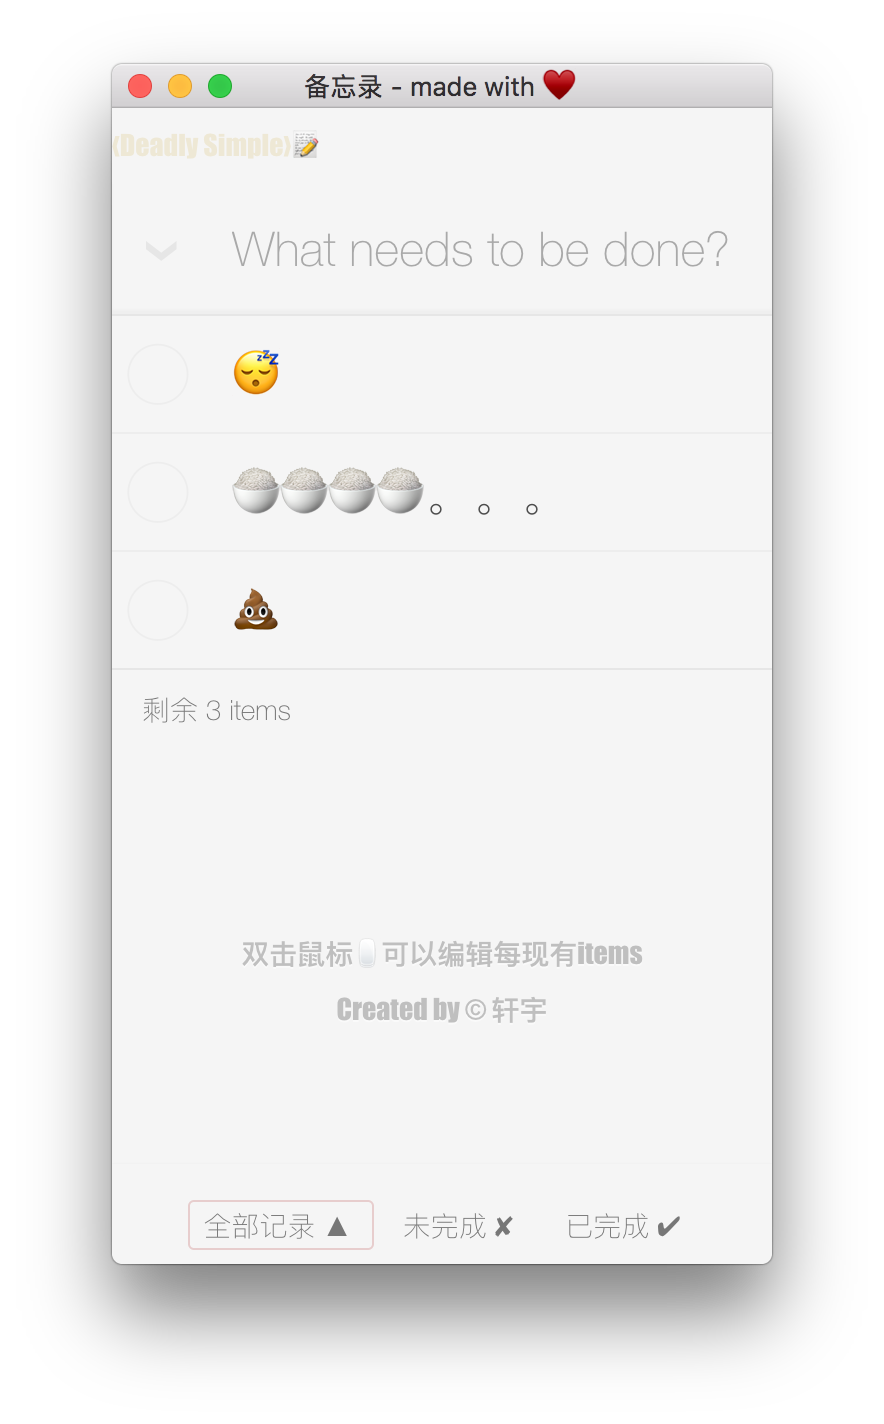 备忘录 - made with ♥️
(Deadly Simple)📝
What needs to be done?
😴
🍚🍚🍚🍚。。。
💩
剩余 3 items
双击鼠标🖱可以编辑每现有items
Created by © 轩宇
全部记录 ▲ 未完成 ✘ 已完成 ✔